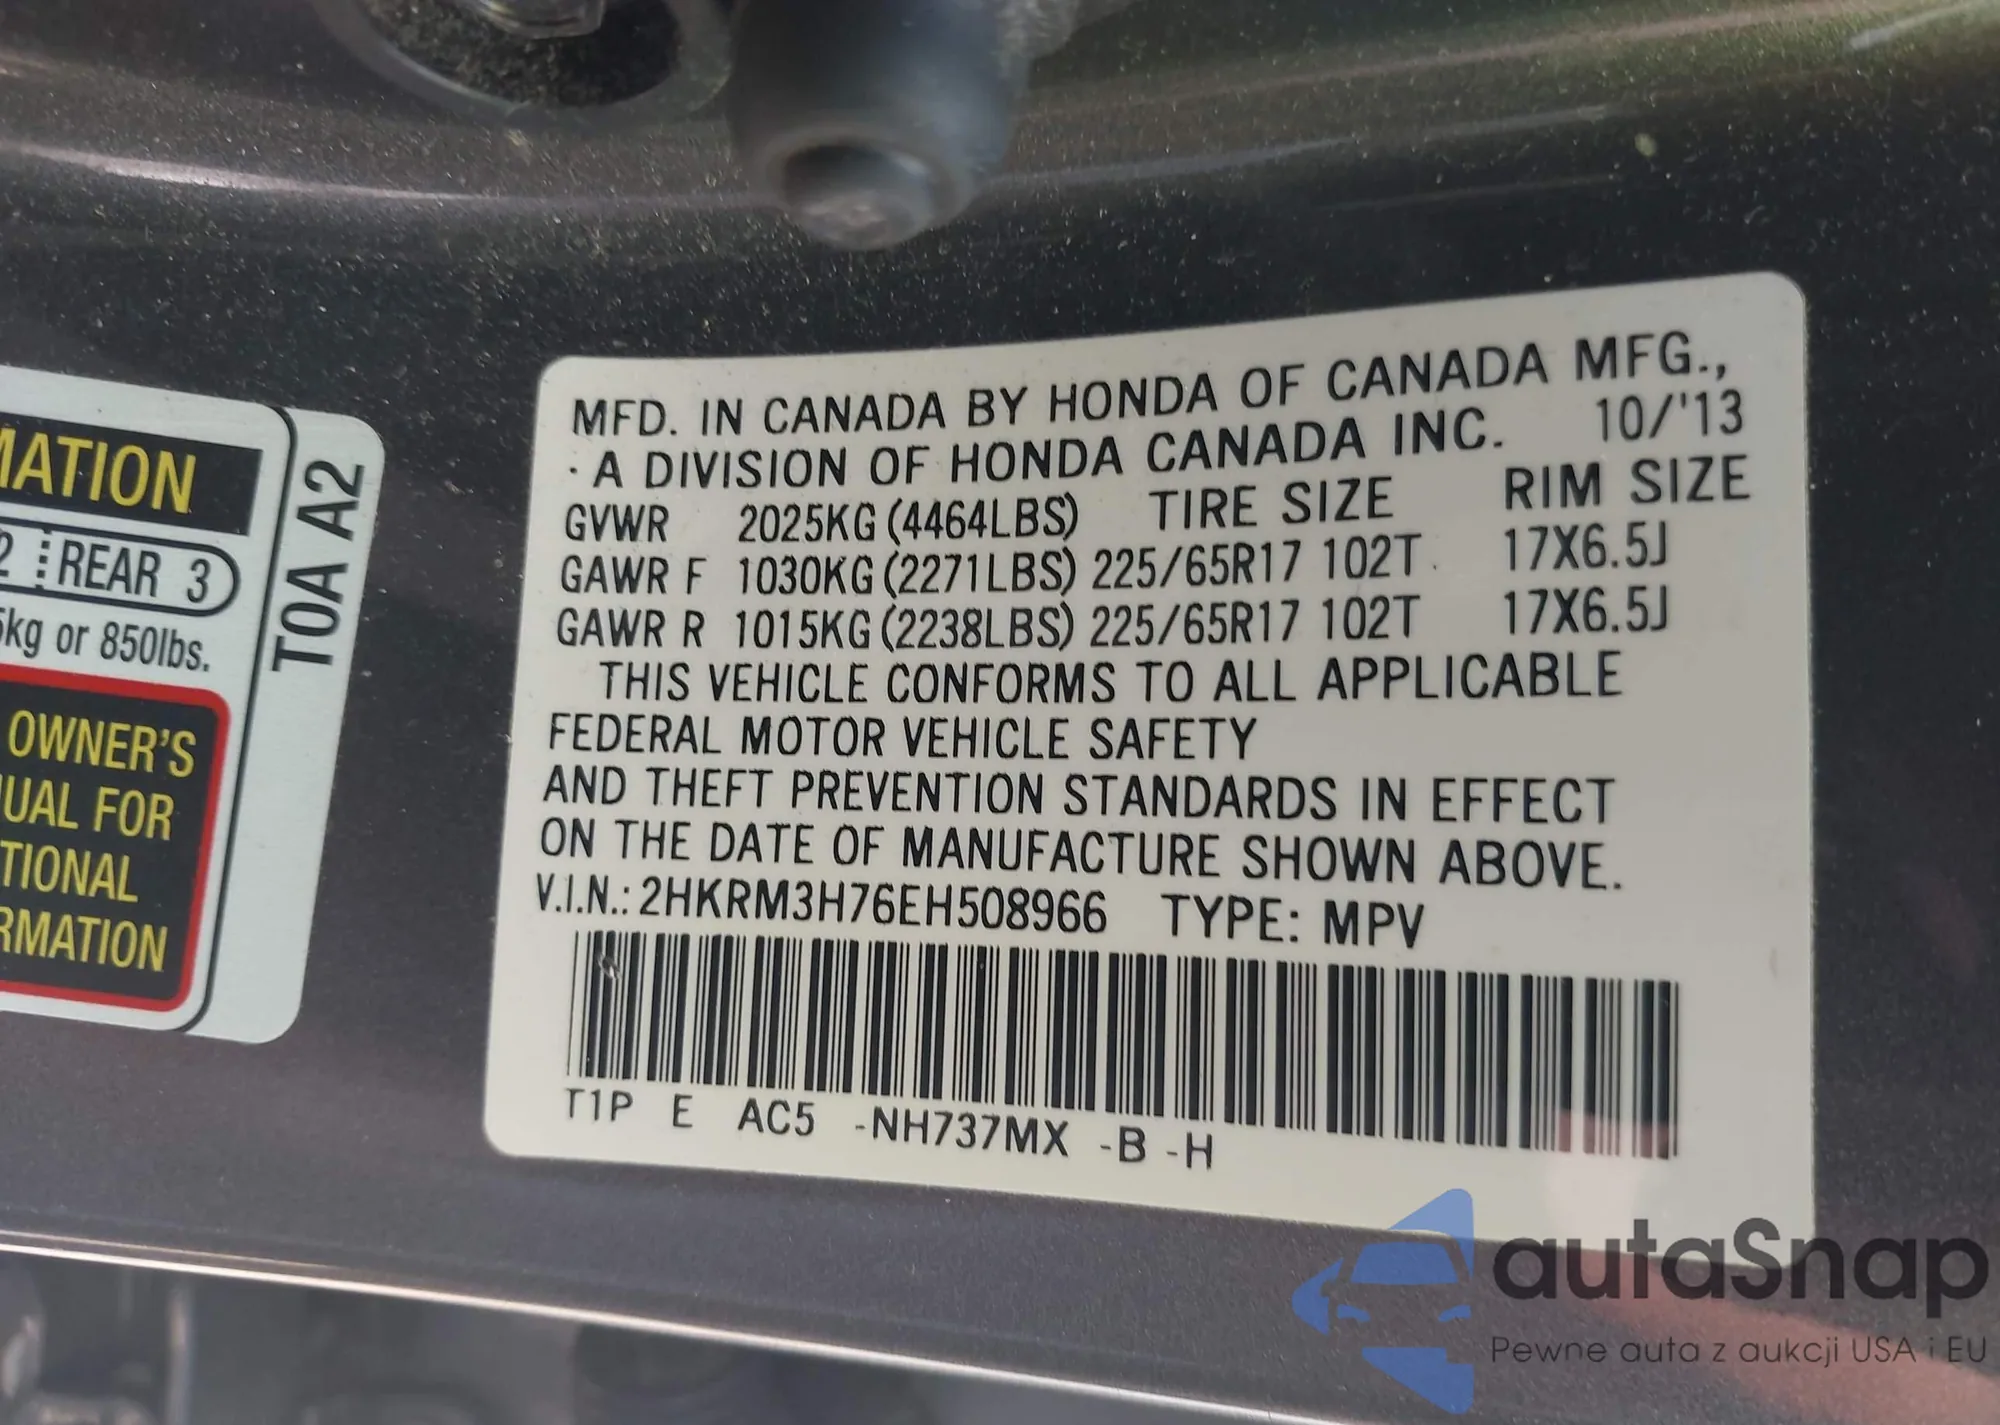 MATION
2 REAR 3
5kg or 850lbs.
OWNER'S
UAL FOR
TIONAL
RMATION
T0A A2
MFD. IN CANADA BY HONDA OF CANADA MFG.,
· A DIVISION OF HONDA CANADA INC. 10/'13
GVWR 2025KG (4464LBS) TIRE SIZE RIM SIZE
GAWR F 1030KG (2271LBS) 225/65R17 102T 17X6.5J
GAWR R 1015KG (2238LBS) 225/65R17 102T 17X6.5J
THIS VEHICLE CONFORMS TO ALL APPLICABLE
FEDERAL MOTOR VEHICLE SAFETY
AND THEFT PREVENTION STANDARDS IN EFFECT
ON THE DATE OF MANUFACTURE SHOWN ABOVE.
V.I.N.: 2HKRM3H76EH508966 TYPE: MPV
T1P E AC5 -NH737MX -B -H
autaSnap
Pewne auta z aukcji USA i EU